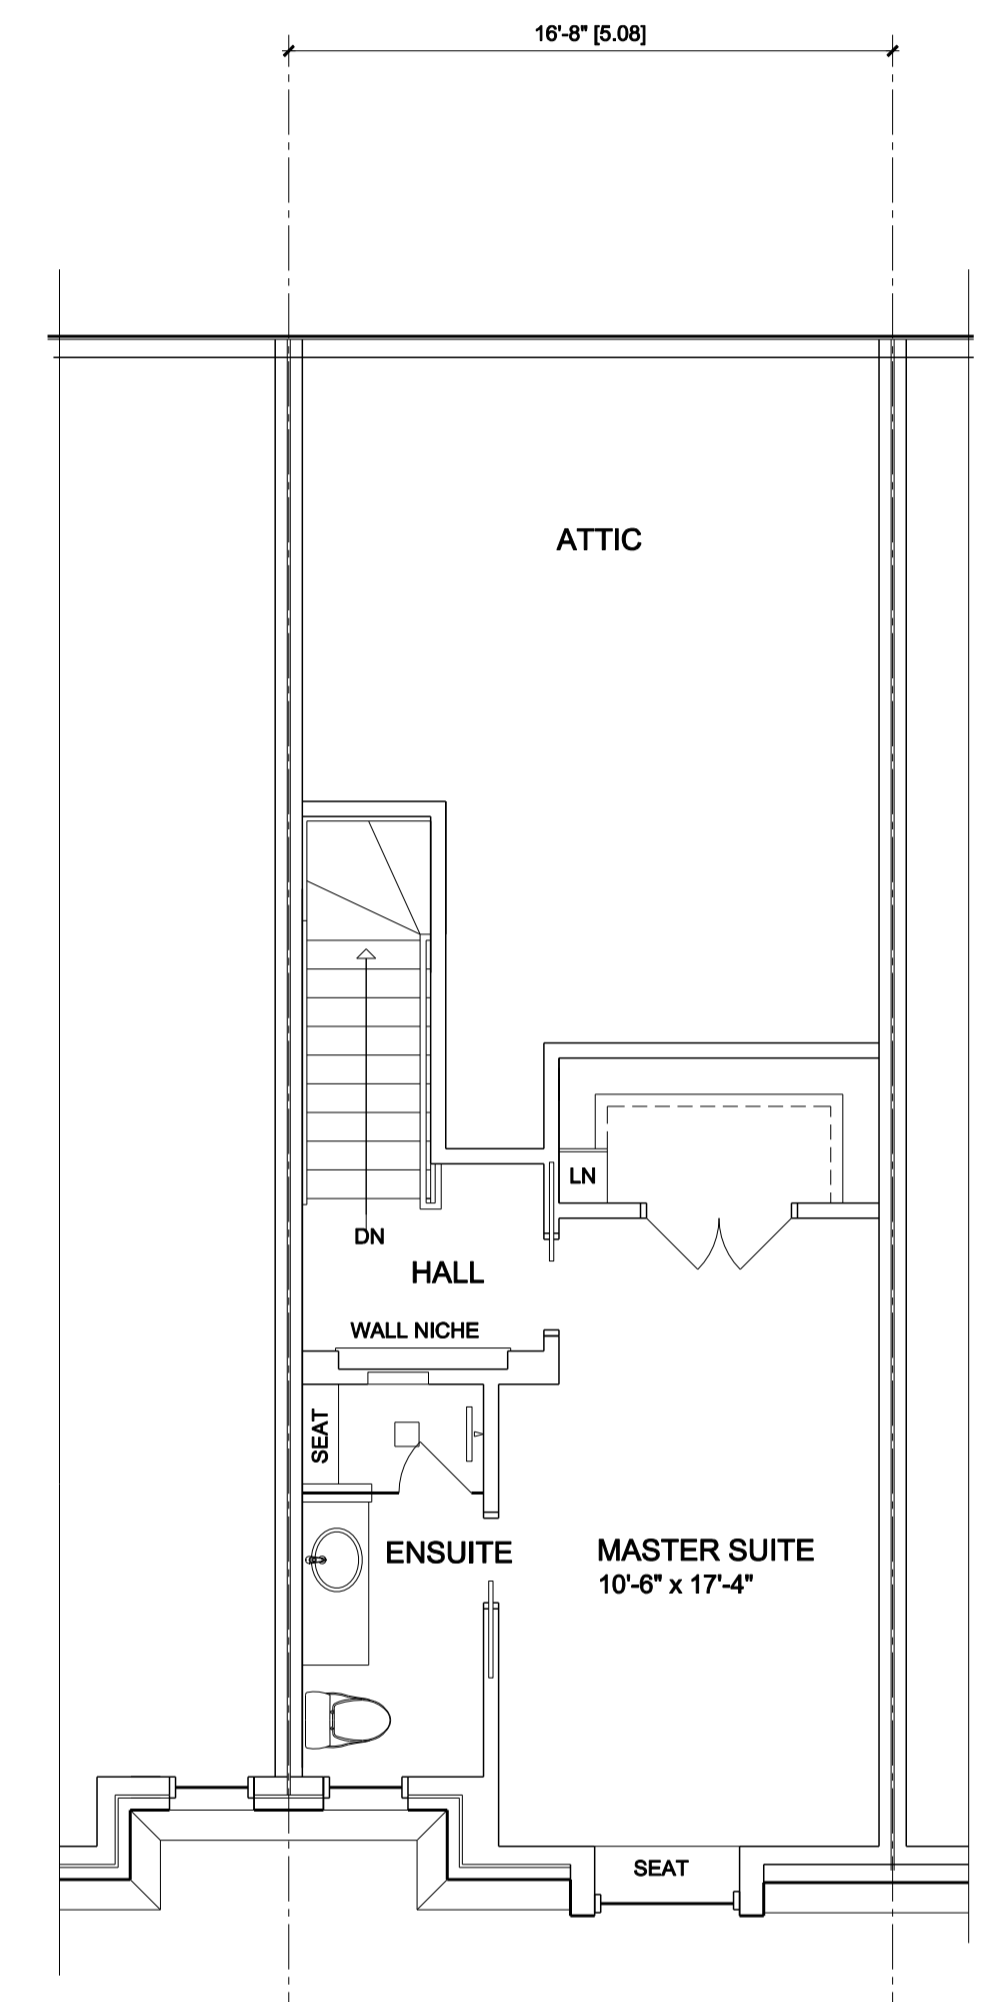 16'-8" [5.08]
ATTIC
LN
DN
HALL
WALL NICHE
SEAT
ENSUITE
MASTER SUITE
10'-6" x 17'-4"
SEAT